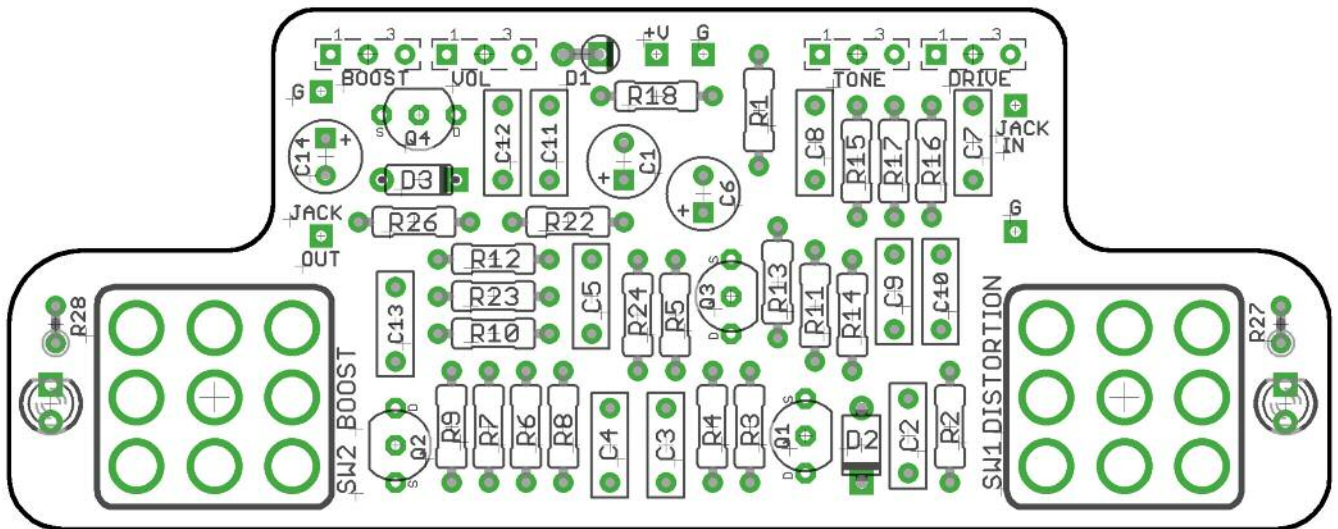 1 3 1 3 +V G 1 3 1 3
BOOST VOL D1 TONE DRIVE
G R18 R1 JACK IN
S Q4 D C12 C11 C8 R15 R17 R16 C7
C14 + D3 C1 + C6 +
JACK OUT R26 R22 G
R12 S R13
R28 C13 R23 C5 R24 R5 Q3 R11 R14 C9 C10 R27
R10 D
SW2 BOOST D Q2 S R9 R7 R6 R8 C4 C3 R4 R3 S Q1 D D2 C2 R2 SW1 DISTORTION